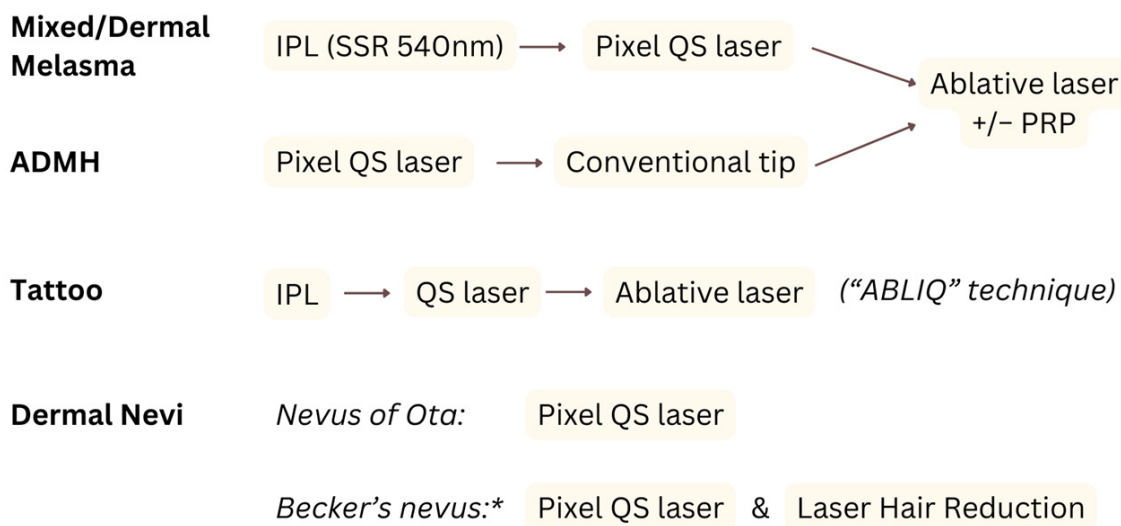 Mixed/Dermal
Melasma
IPL (SSR 540nm)
Pixel QS laser
Ablative laser
+/− PRP
ADMH
Pixel QS laser
Conventional tip
Tattoo
IPL
QS laser
Ablative laser
(“ABLIQ” technique)
Dermal Nevi
Nevus of Ota:
Pixel QS laser
Becker’s nevus:*
Pixel QS laser
&
Laser Hair Reduction